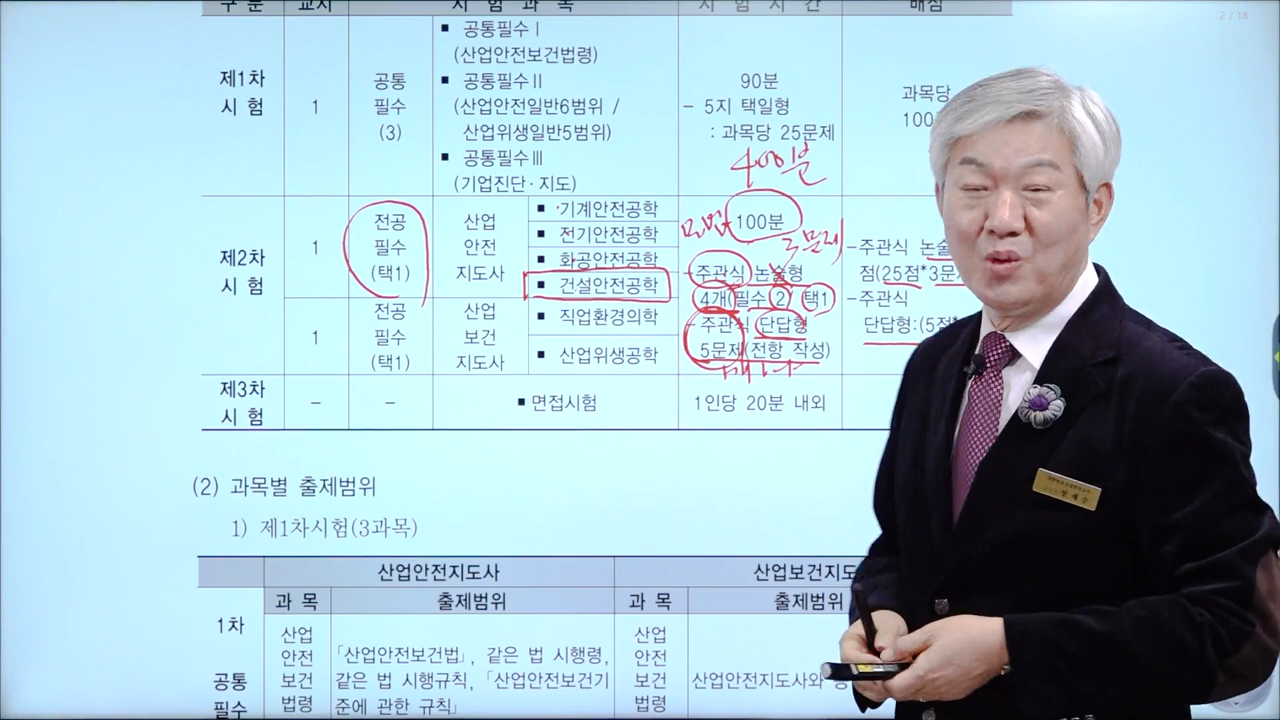 구 분 교시 시 험 과 목 시 험 시 간 배점
제1차
시 험
1
공통
필수
(3)
■ 공통필수Ⅰ
(산업안전보건법령)
■ 공통필수Ⅱ
(산업안전일반6범위 /
산업위생일반5범위)
■ 공통필수Ⅲ
(기업진단·지도)
90분
- 5지 택일형
: 과목당 25문제
과목당
100
400분
제2차
시 험
1
전공
필수
(택1)
산업
안전
지도사
■ 기계안전공학
■ 전기안전공학
■ 화공안전공학
■ 건설안전공학
1
전공
필수
(택1)
산업
보건
지도사
■ 직업환경의학
■ 산업위생공학
100분
-주관식 논술형
4개(필수 2/ 택1)
- 주관식 단답형
5문제(전항 작성)
-주관식 논술
점(25점*3문
-주관식
단답형:(5점*
제3차
시 험
–
–
■ 면접시험
1인당 20분 내외
(2) 과목별 출제범위
1) 제1차시험(3과목)
산업안전지도사 산업보건지도
과 목 출제범위 과 목 출제범위
1차
공통
필수
산업
안전
보건
법령
「산업안전보건법」, 같은 법 시행령,
같은 법 시행규칙, 「산업안전보건기
준에 관한 규칙」
산업
안전
보건
법령
산업안전지도사와
2 / 16